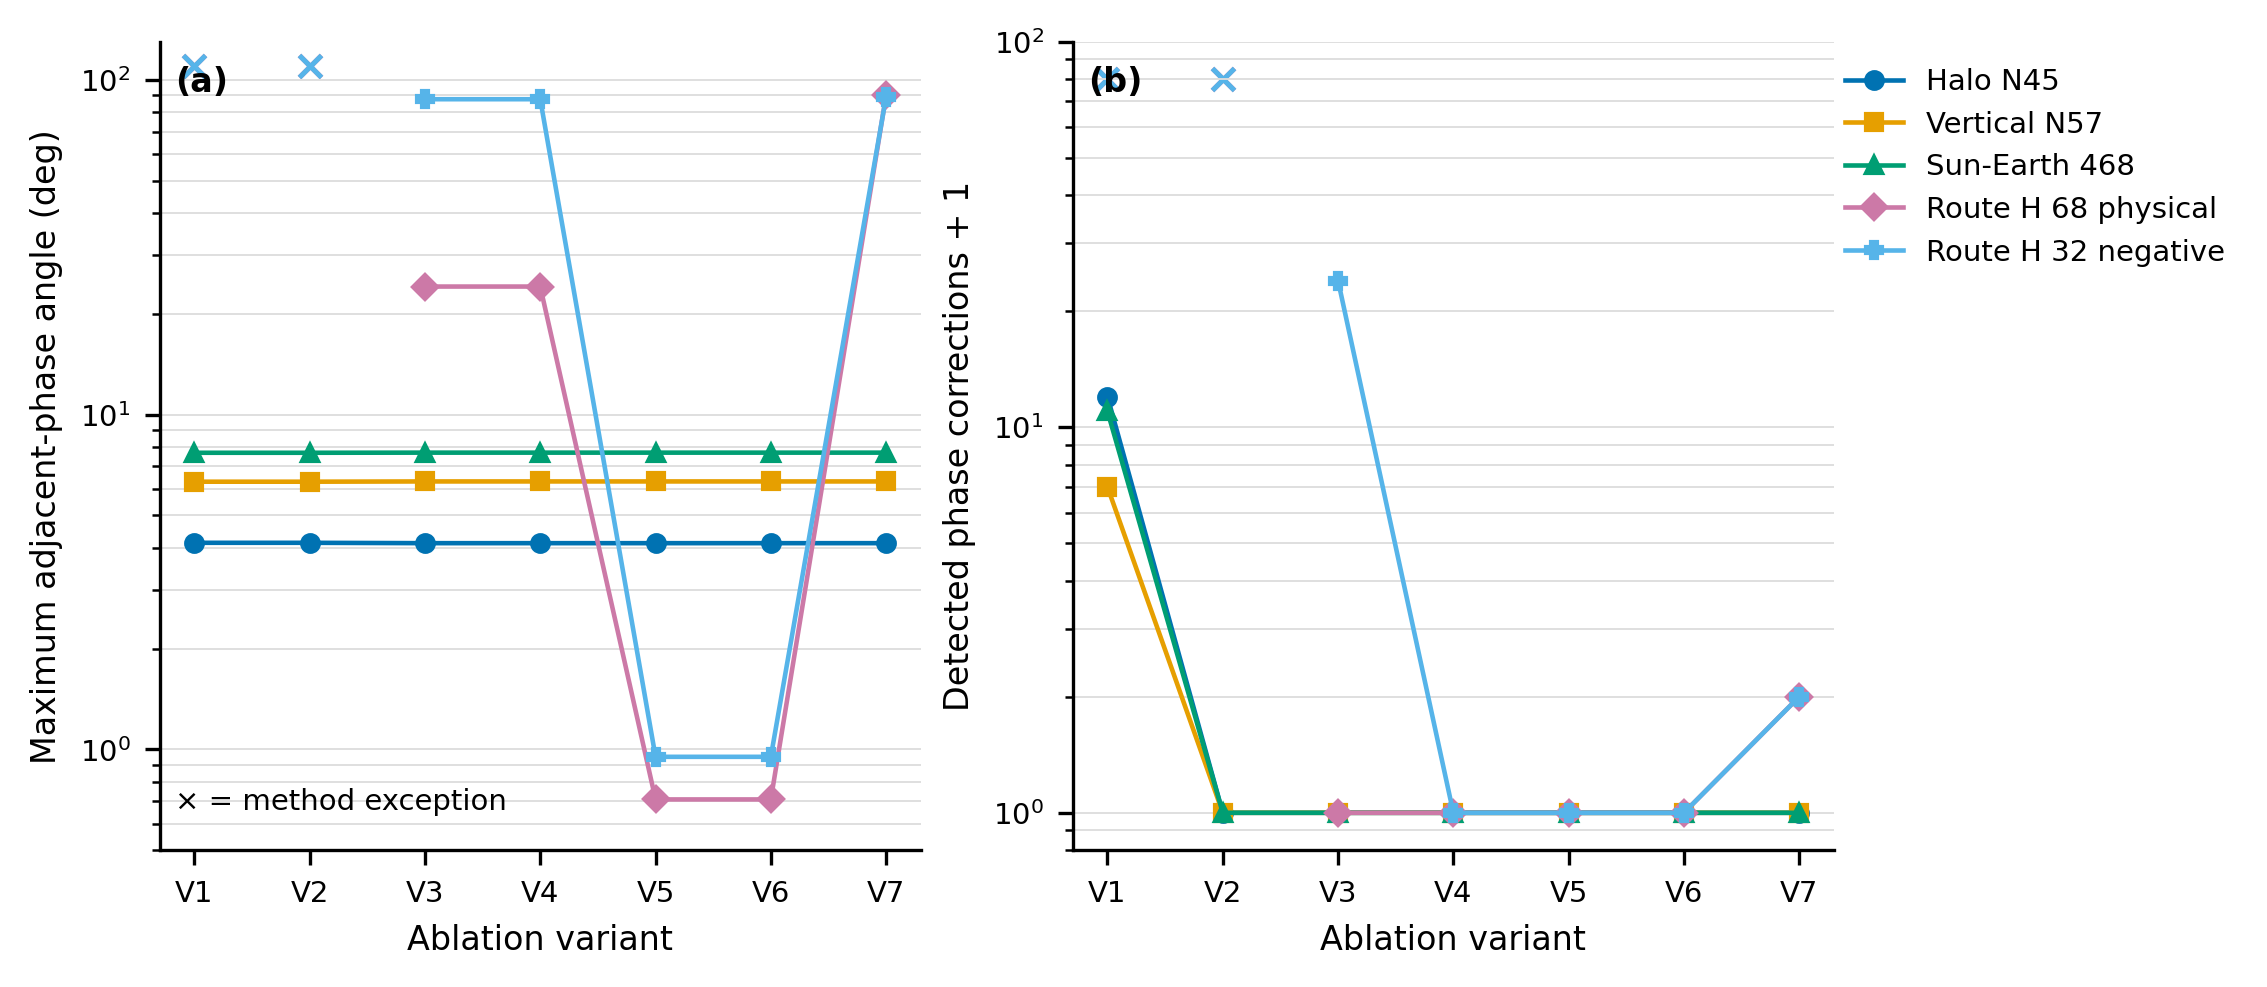 (a)
10²
10¹
10⁰
Maximum adjacent-phase angle (deg)
× = method exception
V1 V2 V3 V4 V5 V6 V7
Ablation variant
(b)
10²
10¹
10⁰
Detected phase corrections + 1
V1 V2 V3 V4 V5 V6 V7
Ablation variant
Halo N45
Vertical N57
Sun-Earth 468
Route H 68 physical
Route H 32 negative